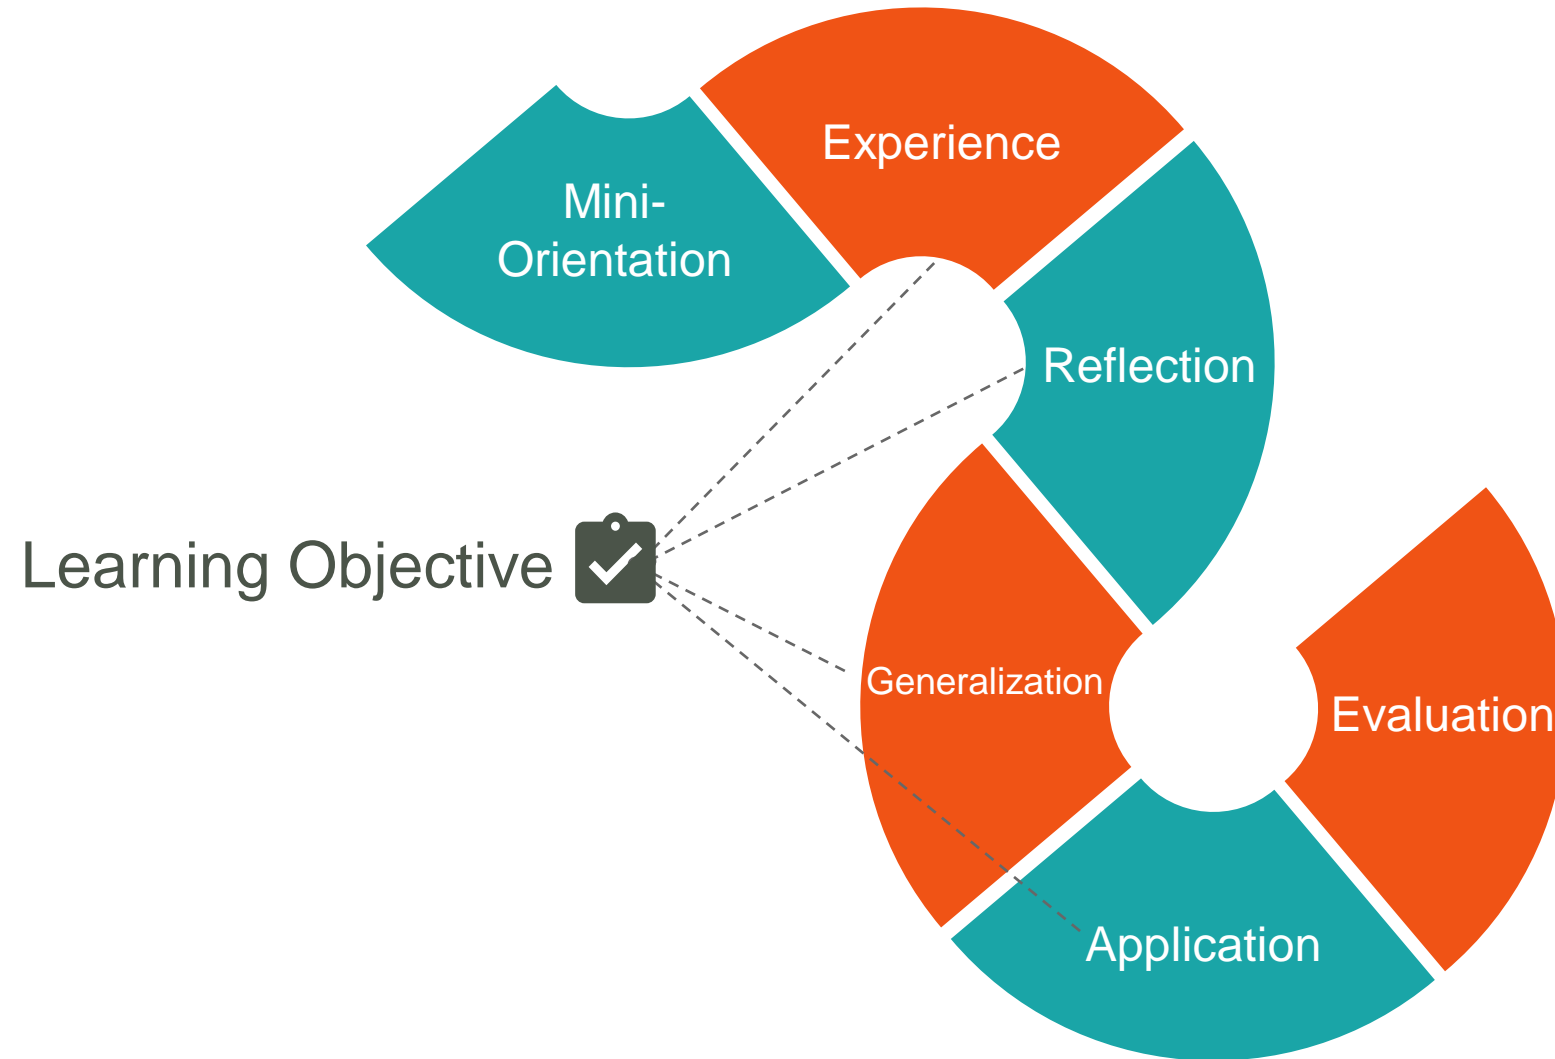 Experience
Mini-
Orientation
Reflection
Learning Objective
Generalization
Evaluation
Application